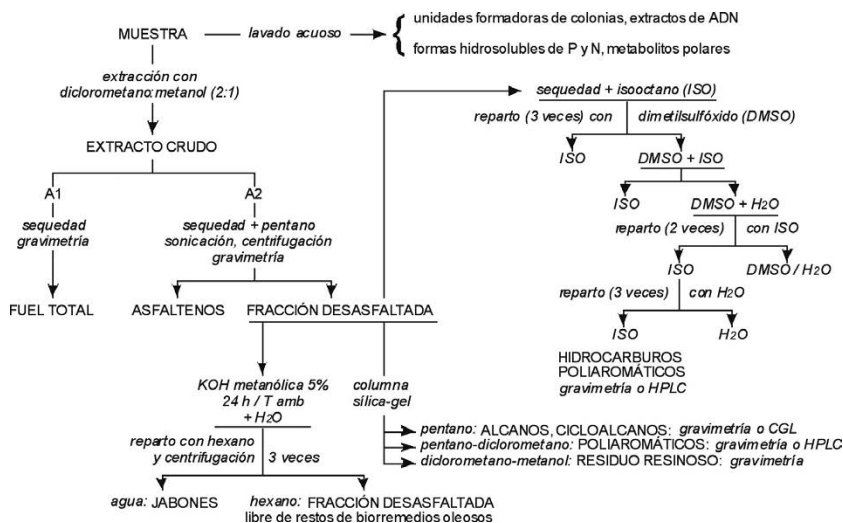 MUESTRA
lavado acuoso
unidades formadoras de colonias, extractos de ADN
formas hidrosolubles de P y N, metabolitos polares
extracción con
diclorometano:metanol (2:1)
EXTRACTO CRUDO
A1
A2
sequedad
gravimetría
sequedad + pentano
sonicación, centrifugación
gravimetría
FUEL TOTAL
ASFALTENOS
FRACCIÓN DESASFALTADA
KOH metanólica 5%
24 h / T amb
+ H2O
reparto con hexano
y centrifugación
3 veces
agua: JABONES
hexano: FRACCIÓN DESASFALTADA
libre de restos de biorremedios oleosos
columna
sílica-gel
pentano: ALCANOS, CICLOALCANOS: gravimetría o CGL
pentano-diclorometano: POLIAROMÁTICOS: gravimetría o HPLC
diclorometano-metanol: RESIDUO RESINOSO: gravimetría
sequedad + isooctano (ISO)
reparto (3 veces) con dimetilsulfóxido (DMSO)
ISO
DMSO + ISO
ISO
DMSO + H2O
reparto (2 veces) con ISO
ISO
DMSO / H2O
reparto (3 veces) con H2O
ISO
H2O
HIDROCARBUROS
POLIAROMÁTICOS
gravimetría o HPLC